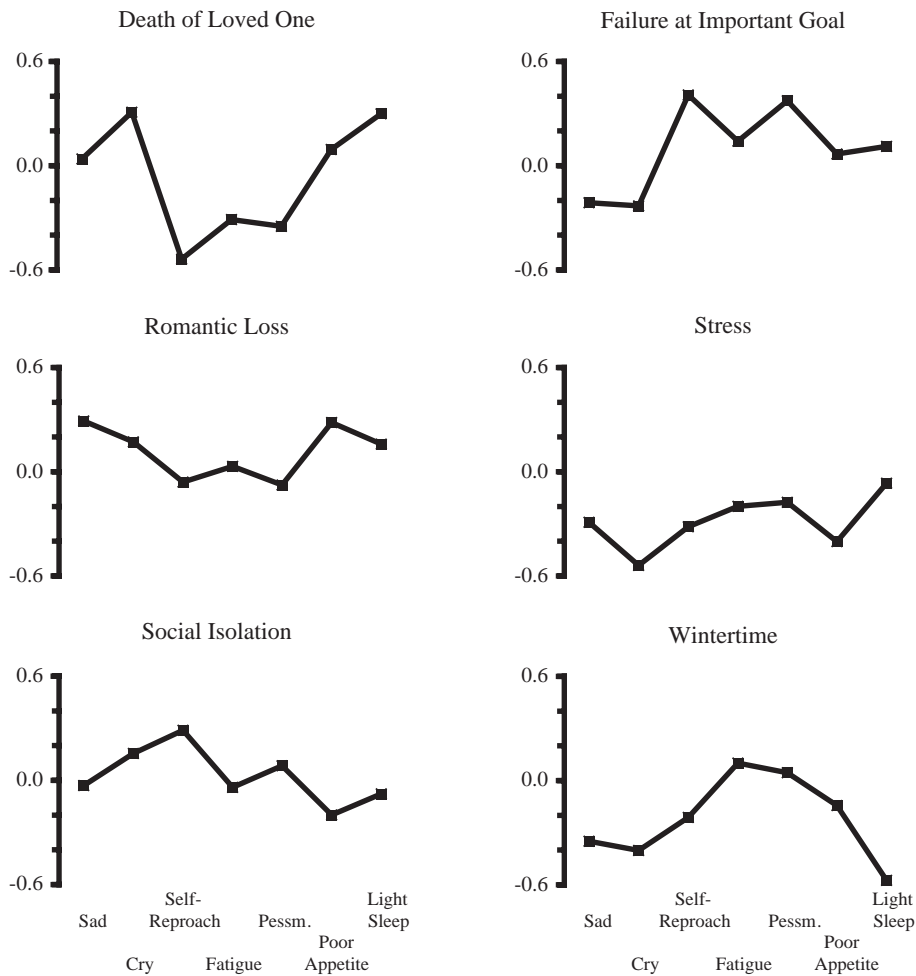 Death of Loved One
0.6
0.0
-0.6
Failure at Important Goal
0.6
0.0
-0.6
Romantic Loss
0.6
0.0
-0.6
Stress
0.6
0.0
-0.6
Social Isolation
0.6
0.0
-0.6
Sad
Cry
Self-
Reproach
Fatigue
Pessm.
Poor
Appetite
Light
Sleep
Wintertime
0.6
0.0
-0.6
Sad
Cry
Self-
Reproach
Fatigue
Pessm.
Poor
Appetite
Light
Sleep